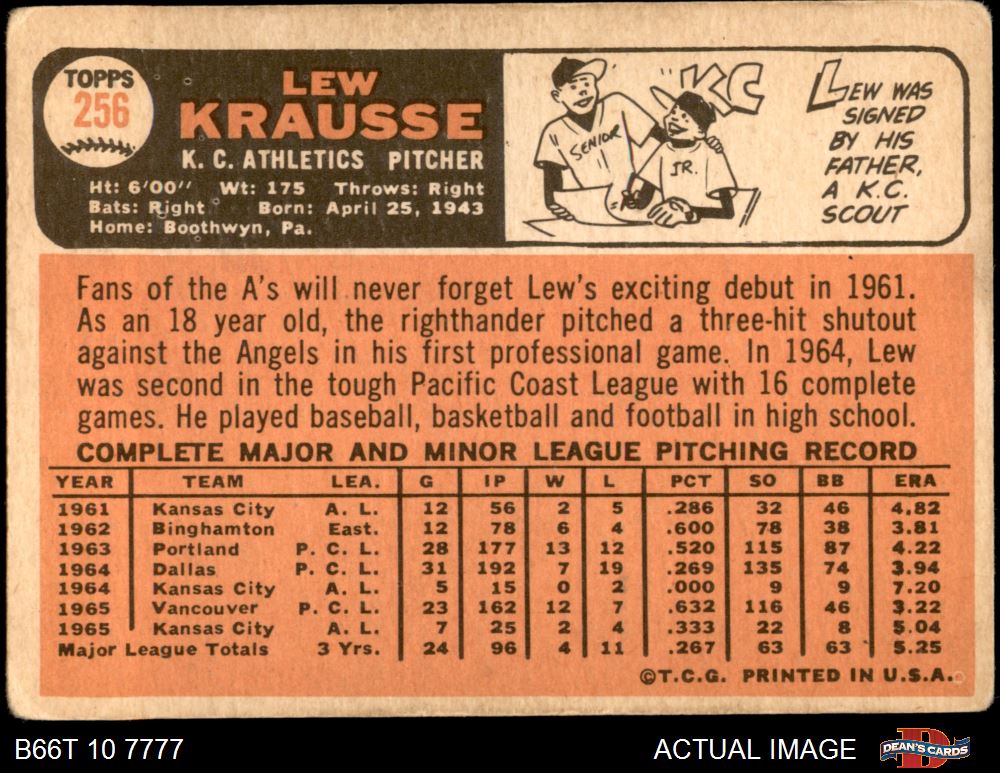 TOPPS
256
LEW
KRAUSSE
K. C. ATHLETICS PITCHER
Ht: 6'00" Wt: 175 Throws: Right
Bats: Right Born: April 25, 1943
Home: Boothwyn, Pa.
KC
SENIOR
JR.
LEW WAS
SIGNED
BY HIS
FATHER,
A K.C.
SCOUT
Fans of the A's will never forget Lew's exciting debut in 1961.
As an 18 year old, the righthander pitched a three-hit shutout
against the Angels in his first professional game. In 1964, Lew
was second in the tough Pacific Coast League with 16 complete
games. He played baseball, basketball and football in high school.
COMPLETE MAJOR AND MINOR LEAGUE PITCHING RECORD
YEAR TEAM LEA. G IP W L PCT SO BB ERA
1961 Kansas City A. L. 12 56 2 5 .286 32 46 4.82
1962 Binghamton East. 12 78 6 4 .600 78 38 3.81
1963 Portland P. C. L. 28 177 13 12 .520 115 87 4.22
1964 Dallas P. C. L. 31 192 7 19 .269 135 74 3.94
1964 Kansas City A. L. 5 15 0 2 .000 9 9 7.20
1965 Vancouver P. C. L. 23 162 12 7 .632 116 46 3.22
1965 Kansas City A. L. 7 25 2 4 .333 22 8 5.04
Major League Totals 3 Yrs. 24 96 4 11 .267 63 63 5.25
©T.C.G. PRINTED IN U.S.A.
B66T 10 7777
ACTUAL IMAGE
DEAN'S CARDS